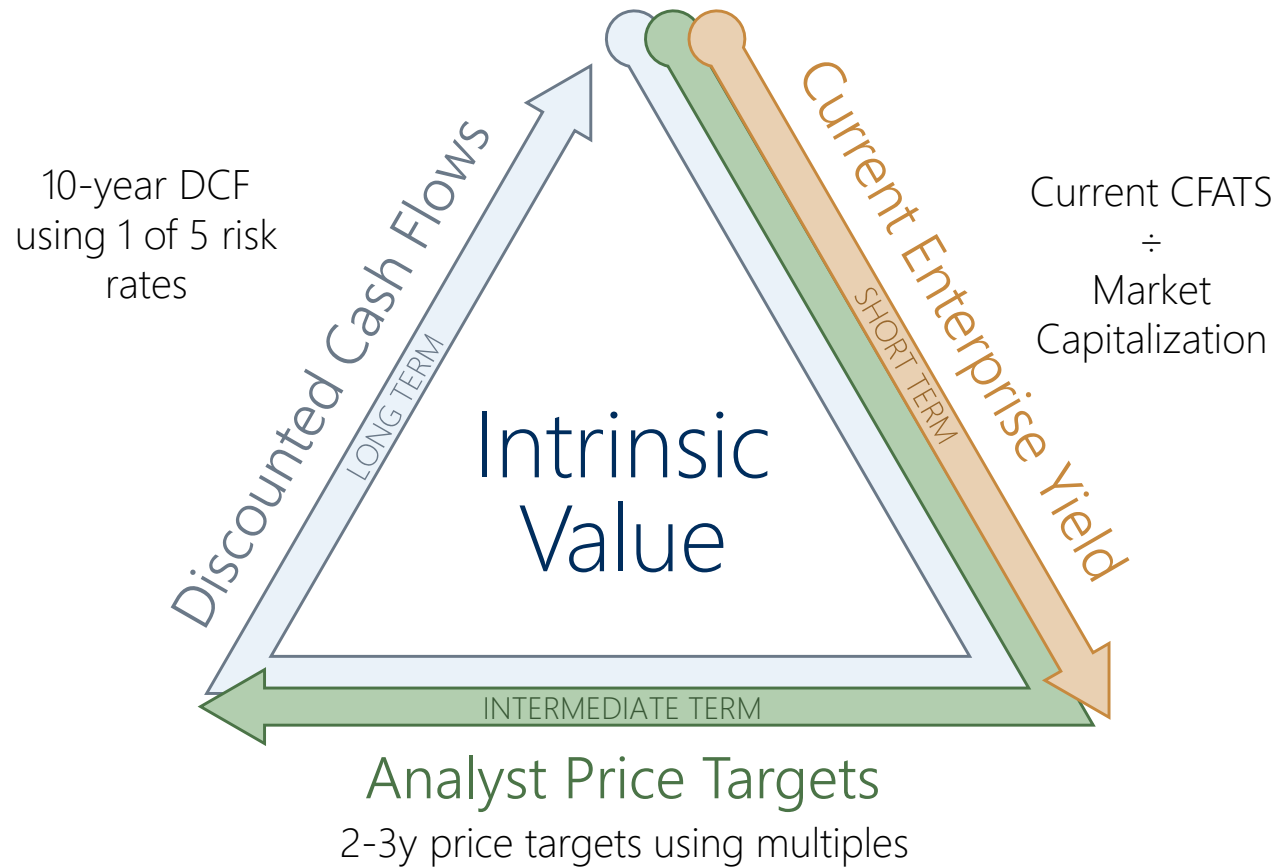 10-year DCF
using 1 of 5 risk
rates
Discounted Cash Flows
LONG TERM
Intrinsic
Value
SHORT TERM
Current Enterprise Yield
Current CFATS
÷
Market
Capitalization
INTERMEDIATE TERM
Analyst Price Targets
2-3y price targets using multiples